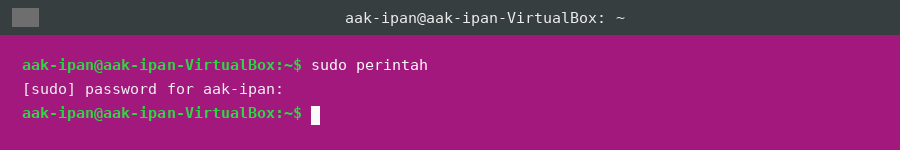 aak-ipan@aak-ipan-VirtualBox: ~
aak-ipan@aak-ipan-VirtualBox:~$ sudo perintah
[sudo] password for aak-ipan:
aak-ipan@aak-ipan-VirtualBox:~$